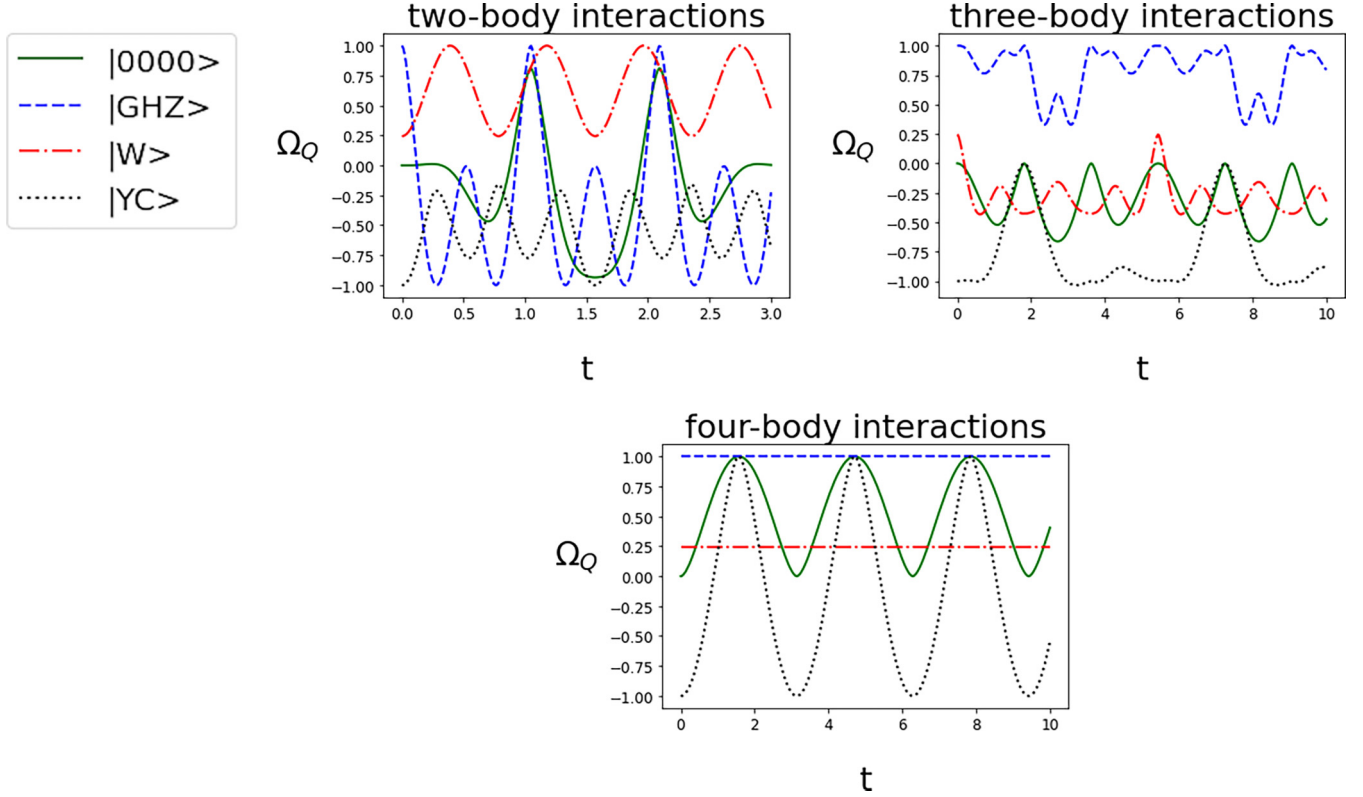 two-body interactions
three-body interactions
|0000>
|GHZ>
|W>
|YC>
Ω_Q
1.00
0.75
0.50
0.25
0.00
−0.25
−0.50
−0.75
−1.00
0.0 0.5 1.0 1.5 2.0 2.5 3.0
t
Ω_Q
1.00
0.75
0.50
0.25
0.00
−0.25
−0.50
−0.75
−1.00
0 2 4 6 8 10
t
four-body interactions
Ω_Q
1.00
0.75
0.50
0.25
0.00
−0.25
−0.50
−0.75
−1.00
0 2 4 6 8 10
t